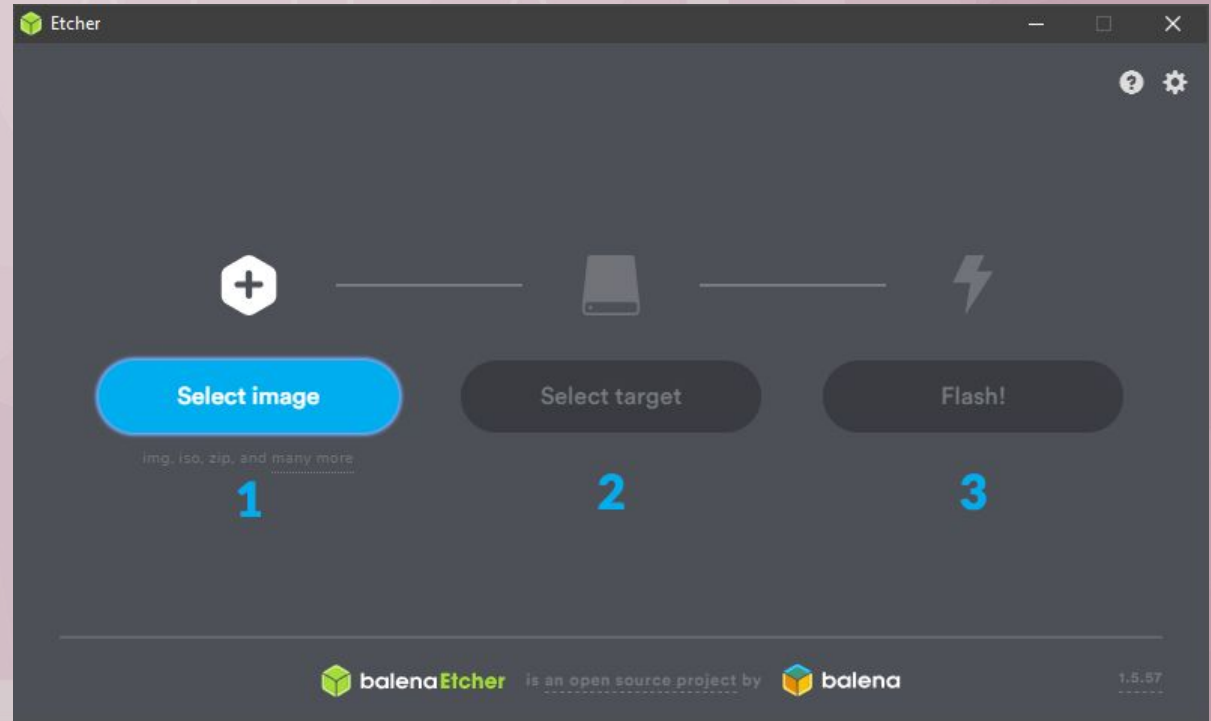 Etcher
Select image
Select target
Flash!
img, iso, zip, and many more
1
2
3
balenaEtcher is an open source project by balena
1.5.57